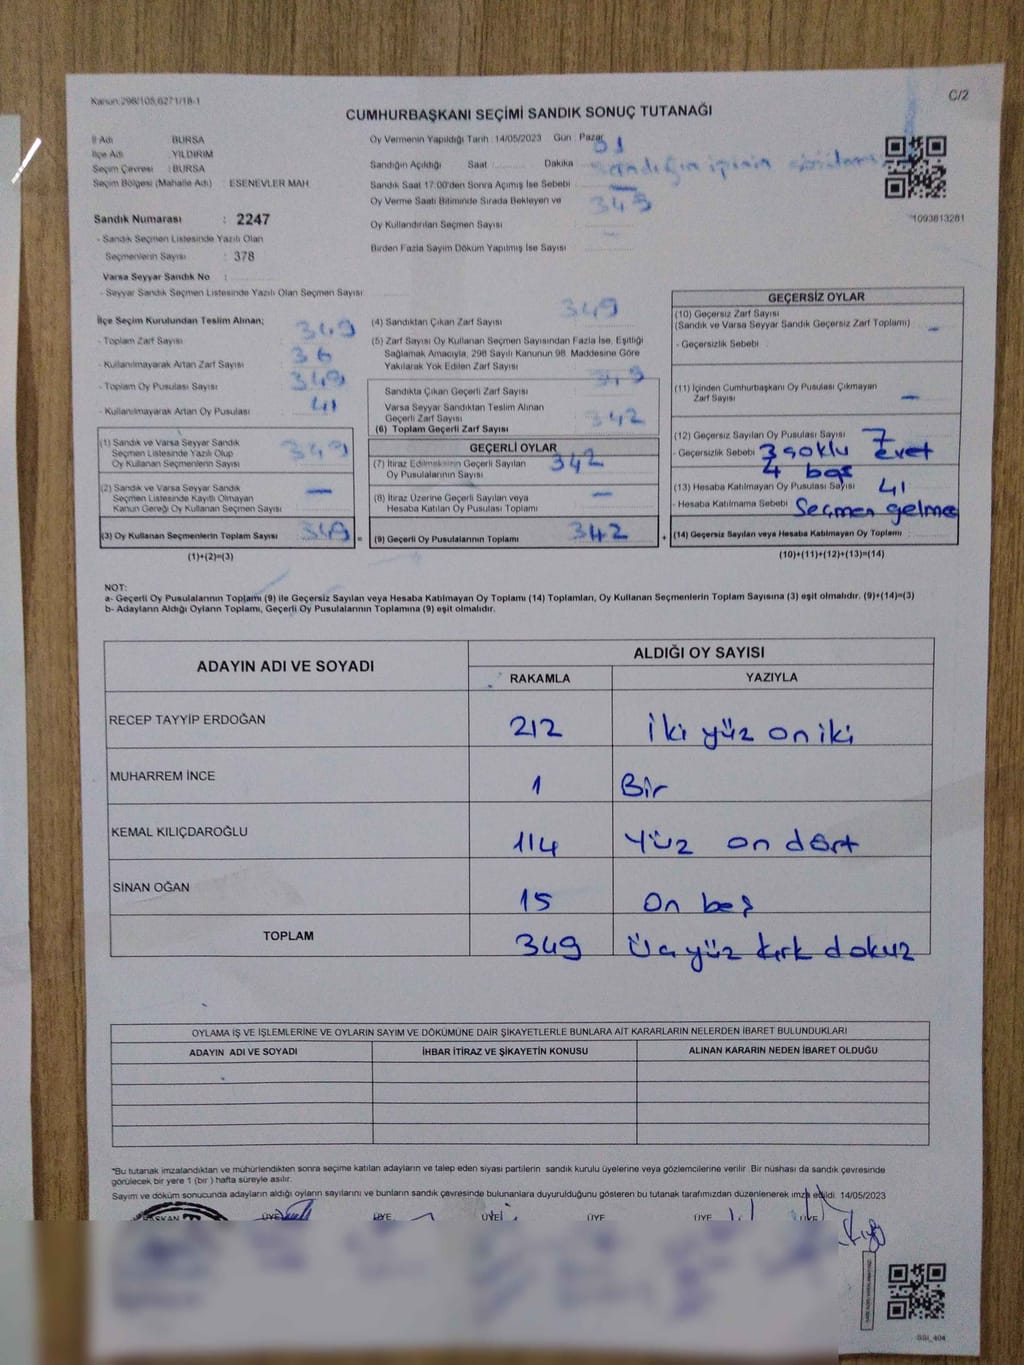 Kanun 298/105,6271/18-1
C/2
CUMHURBAŞKANI SEÇİMİ SANDIK SONUÇ TUTANAĞI
İl Adı BURSA
İlçe Adı YILDIRIM
Seçim Çevresi : BURSA
Seçim Bölgesi (Mahalle Adı) ESENEVLER MAH
Sandık Numarası : 2247
- Sandık Seçmen Listesinde Yazılı Olan
Seçmenlerin Sayısı : 378
Varsa Seyyar Sandık No :
- Seyyar Sandık Seçmen Listesinde Yazılı Olan Seçmen Sayısı
Oy Vermenin Yapıldığı Tarih : 14/05/2023 Gün : Pazar
Sandığın Açıldığı Saat Dakika
Sandık Saat 17:00'den Sonra Açımış İse Sebebi
Oy Verme Saati Bitiminde Sırada Bekleyen ve
Oy Kullandırılan Seçmen Sayısı
Birden Fazla Sayım Döküm Yapılmış İse Sayısı
1093813281
İlçe Seçim Kurulundan Teslim Alınan;
- Toplam Zarf Sayısı 349
- Kullanılmayarak Artan Zarf Sayısı 36
- Toplam Oy Pusulası Sayısı 349
- Kullanılmayarak Artan Oy Pusulası 41
(1) Sandık ve Varsa Seyyar Sandık
Seçmen Listesinde Yazılı Olup
Oy Kullanan Seçmenlerin Sayısı 349
(2) Sandık ve Varsa Seyyar Sandık
Seçmen Listesinde Kayıtlı Olmayan
Kanun Gereği Oy Kullanan Seçmen Sayısı —
(3) Oy Kullanan Seçmenlerin Toplam Sayısı 349 =
(1)+(2)=(3)
(4) Sandıktan Çıkan Zarf Sayısı 349
(5) Zarf Sayısı Oy Kullanan Seçmen Sayısından Fazla İse, Eşitliği
Sağlamak Amacıyla, 298 Sayılı Kanunun 98. Maddesine Göre
Yakılarak Yok Edilen Zarf Sayısı
Sandıkta Çıkan Geçerli Zarf Sayısı
Varsa Seyyar Sandıktan Teslim Alınan
Geçerli Zarf Sayısı
(6) Toplam Geçerli Zarf Sayısı 342
GEÇERLİ OYLAR
(7) İtiraz Edilmeksizin Geçerli Sayılan
Oy Pusulalarının Sayısı 342
(8) İtiraz Üzerine Geçerli Sayılan veya
Hesaba Katılan Oy Pusulası Toplamı —
(9) Geçerli Oy Pusulalarının Toplamı 342 +
GEÇERSİZ OYLAR
(10) Geçersiz Zarf Sayısı
(Sandık ve Varsa Seyyar Sandık Geçersiz Zarf Toplamı) —
- Geçersizlik Sebebi :
(11) İçinden Cumhurbaşkanı Oy Pusulası Çıkmayan
Zarf Sayısı —
(12) Geçersiz Sayılan Oy Pusulası Sayısı : 7
- Geçersizlik Sebebi : 3 çoklu Evet
4 boş
(13) Hesaba Katılmayan Oy Pusulası Sayısı 41
- Hesaba Katılmama Sebebi : Seçmen gelme
(14) Geçersiz Sayılan veya Hesaba Katılmayan Oy Toplamı :
(10)+(11)+(12)+(13)=(14)
NOT:
a- Geçerli Oy Pusulalarının Toplamı (9) ile Geçersiz Sayılan veya Hesaba Katılmayan Oy Toplamı (14) Toplamları, Oy Kullanan Seçmenlerin Toplam Sayısına (3) eşit olmalıdır. (9)+(14)=(3)
b- Adayların Aldığı Oyların Toplamı, Geçerli Oy Pusulalarının Toplamına (9) eşit olmalıdır.
ADAYIN ADI VE SOYADI
ALDIĞI OY SAYISI
RAKAMLA YAZIYLA
RECEP TAYYİP ERDOĞAN 212 İki yüz on iki
MUHARREM İNCE 1 Bir
KEMAL KILIÇDAROĞLU 114 Yüz on dört
SİNAN OĞAN 15 On beş
TOPLAM 349 Üç yüz kırk dokuz
OYLAMA İŞ VE İŞLEMLERİNE VE OYLARIN SAYIM VE DÖKÜMÜNE DAİR ŞİKAYETLERLE BUNLARA AİT KARARLARIN NELERDEN İBARET BULUNDUKLARI
ADAYIN ADI VE SOYADI İHBAR İTİRAZ VE ŞİKAYETİN KONUSU ALINAN KARARIN NEDEN İBARET OLDUĞU
*Bu tutanak imzalandıktan ve mühürlendikten sonra seçime katılan adayların ve talep eden siyasi partilerin sandık kurulu üyelerine veya gözlemcilerine verilir. Bir nüshası da sandık çevresinde
görülecek bir yere 1 (bir) hafta süreyle asılır.
Sayım ve döküm sonucunda adayların aldığı oyların sayılarını ve bunların sandık çevresinde bulunanlara duyurulduğunu gösteren bu tutanak tarafımızdan düzenlenerek imza edildi. 14/05/2023
BAŞKAN ÜYE ÜYE ÜYE ÜYE ÜYE ÜYE